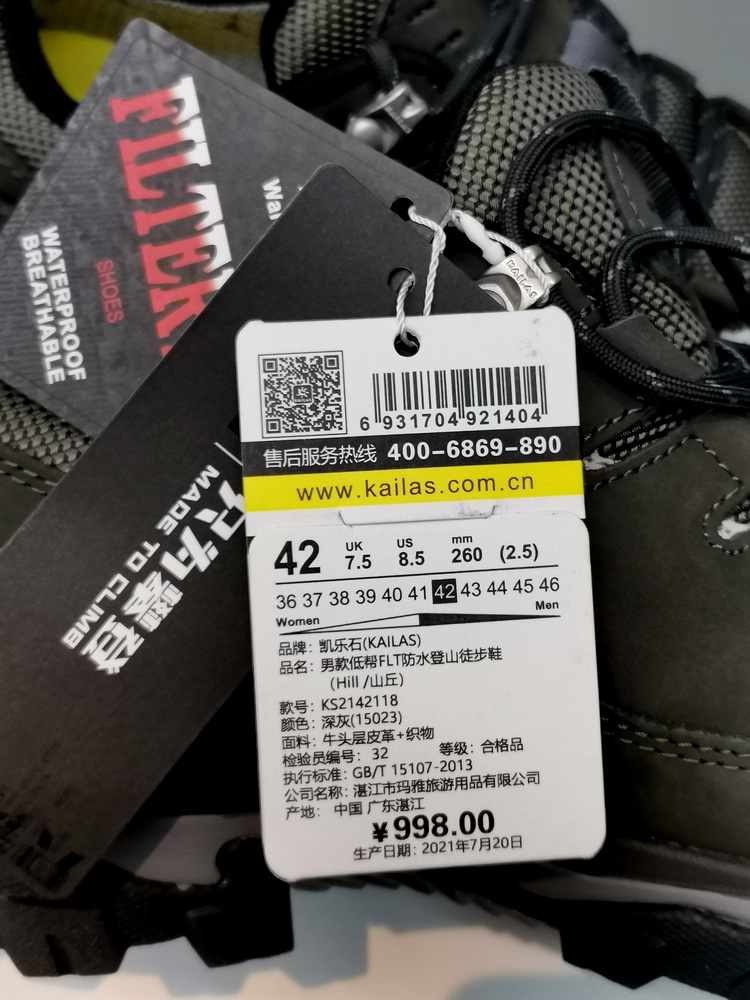 FILTER
SHOES
WATERPROOF
BREATHABLE
只为攀登
MADE TO CLIMB
KAILAS
6 931704 921404
售后服务热线 400-6869-890
www.kailas.com.cn
42 UK 7.5 US 8.5 mm 260 (2.5)
36 37 38 39 40 41 42 43 44 45 46
Women Men
品牌: 凯乐石(KAILAS)
品名: 男款低帮FLT防水登山徒步鞋
(Hill /山丘)
款号: KS2142118
颜色: 深灰(15023)
面料: 牛头层皮革+织物
检验员编号: 32 等级: 合格品
执行标准: GB/T 15107-2013
公司名称: 湛江市玛雅旅游用品有限公司
产地: 中国 广东湛江
¥998.00
生产日期: 2021年7月20日